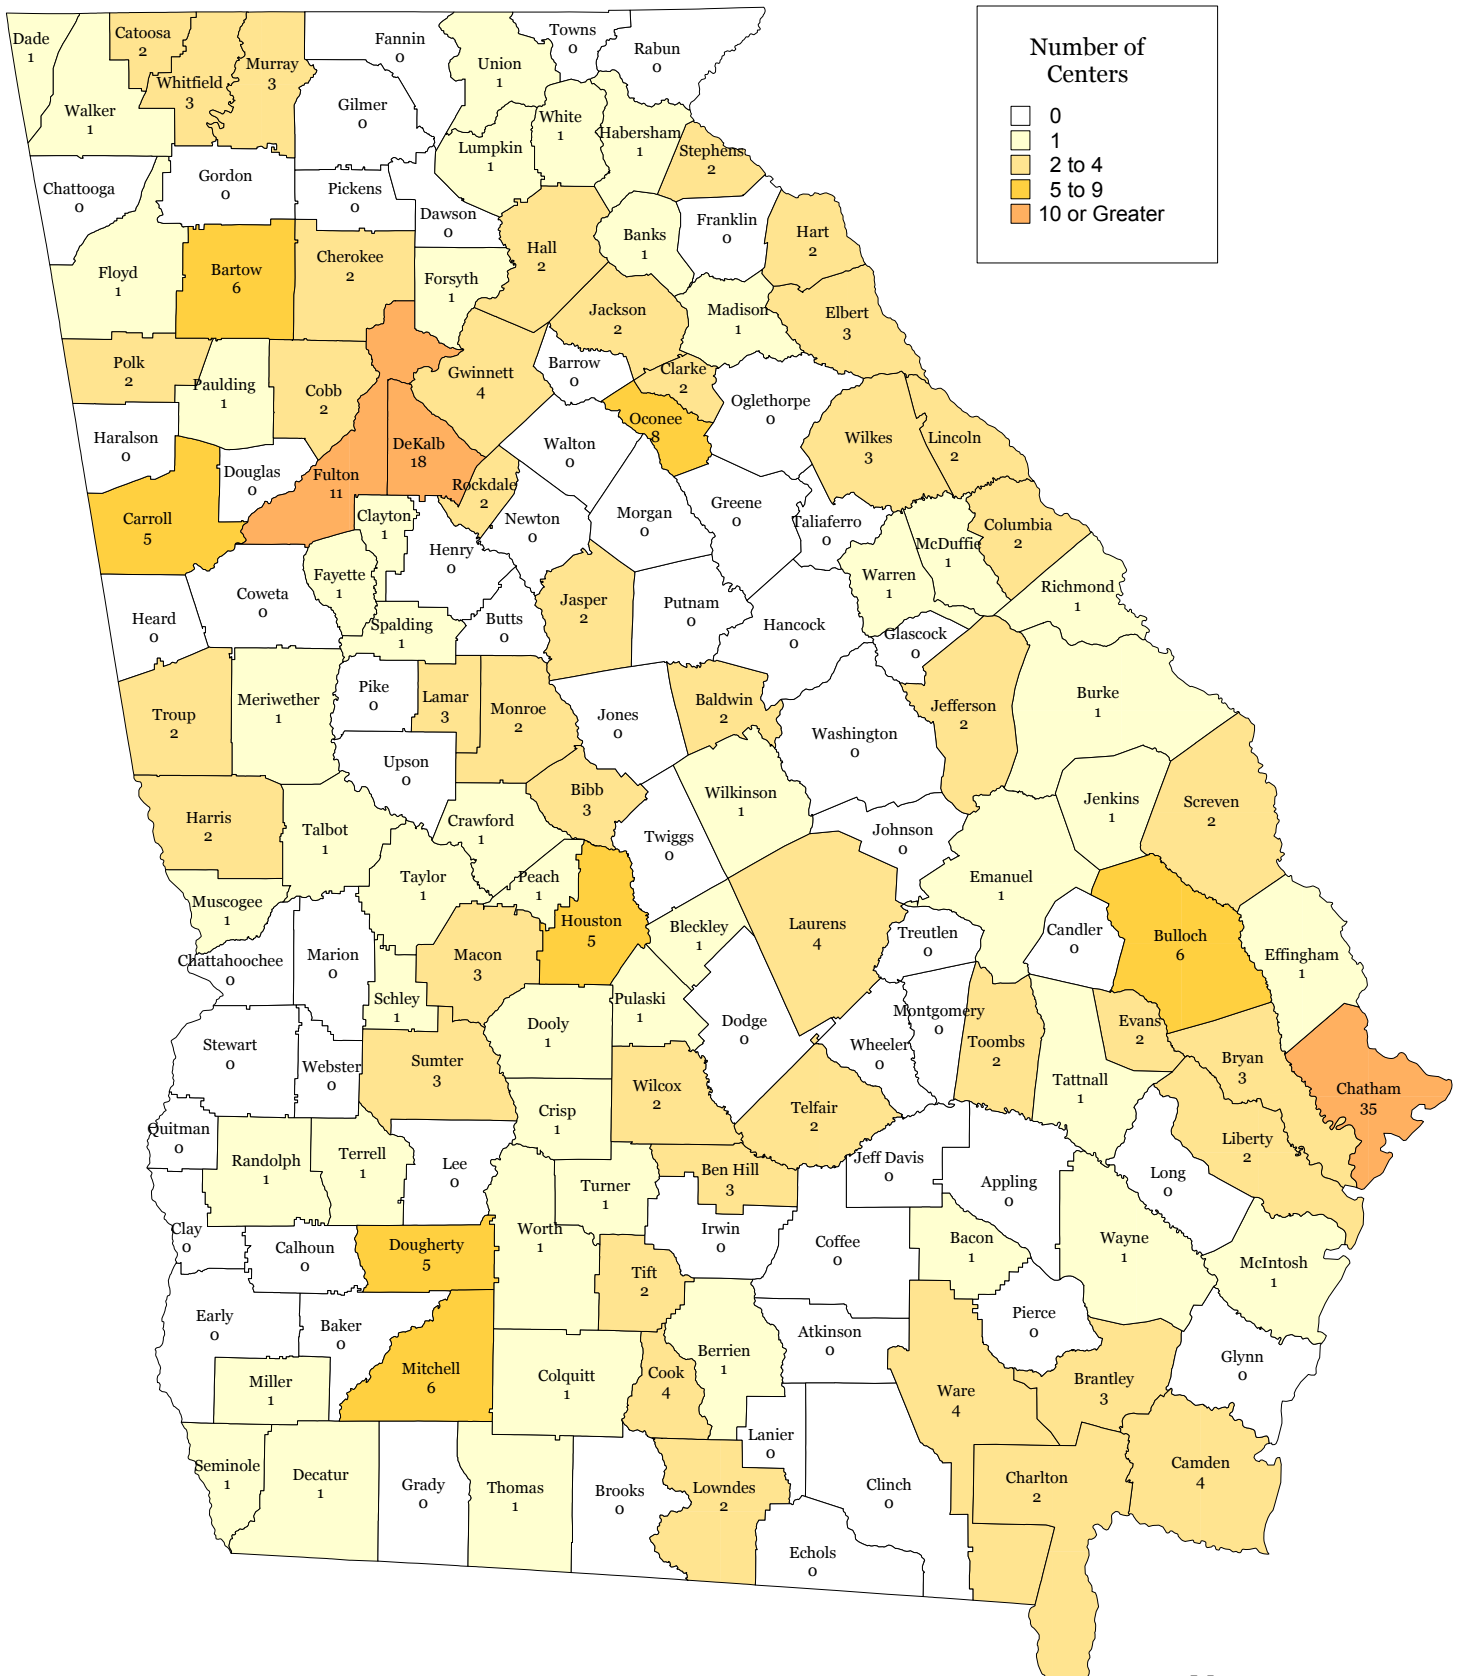 Number of
Centers
0
1
2 to 4
5 to 9
10 or Greater
Dade
1
Catoosa
2
Whitfield
3
Murray
3
Fannin
0
Union
1
Towns
0
Rabun
0
Walker
1
Gilmer
0
White
1
Lumpkin
1
Habersham
1
Stephens
2
Chattooga
0
Gordon
0
Pickens
0
Dawson
0
Franklin
0
Hart
2
Banks
1
Hall
2
Floyd
1
Bartow
6
Cherokee
2
Forsyth
1
Jackson
2
Madison
1
Elbert
3
Polk
2
Paulding
1
Cobb
2
Gwinnett
4
Barrow
0
Clarke
2
Oconee
8
Oglethorpe
0
Wilkes
3
Lincoln
2
Haralson
0
Douglas
0
Fulton
11
DeKalb
18
Rockdale
2
Walton
0
Carroll
5
Clayton
1
Henry
0
Newton
0
Morgan
0
Greene
0
Taliaferro
0
McDuffie
1
Columbia
2
Warren
1
Richmond
1
Fayette
1
Coweta
0
Heard
0
Spalding
1
Butts
0
Jasper
2
Putnam
0
Hancock
0
Glascock
0
Troup
2
Meriwether
1
Pike
0
Lamar
3
Monroe
2
Jones
0
Baldwin
2
Washington
0
Jefferson
2
Burke
1
Upson
0
Bibb
3
Wilkinson
1
Jenkins
1
Screven
2
Harris
2
Talbot
1
Crawford
1
Twiggs
0
Johnson
0
Emanuel
1
Taylor
1
Peach
1
Muscogee
1
Houston
5
Bleckley
1
Laurens
4
Treutlen
0
Candler
0
Bulloch
6
Effingham
1
Chattahoochee
0
Marion
0
Schley
1
Macon
3
Pulaski
1
Dooly
1
Dodge
0
Montgomery
0
Wheeler
0
Toombs
2
Evans
2
Tattnall
1
Bryan
3
Chatham
35
Stewart
0
Webster
0
Sumter
3
Crisp
1
Wilcox
2
Telfair
2
Liberty
2
Long
0
Quitman
0
Randolph
1
Terrell
1
Lee
0
Turner
1
Ben Hill
3
Jeff Davis
0
Appling
0
Clay
0
Calhoun
0
Dougherty
5
Worth
1
Irwin
0
Coffee
0
Bacon
1
Wayne
1
McIntosh
1
Tift
2
Early
0
Baker
0
Mitchell
6
Miller
1
Colquitt
1
Cook
4
Berrien
1
Atkinson
0
Pierce
0
Glynn
0
Ware
4
Brantley
3
Seminole
1
Decatur
1
Grady
0
Thomas
1
Brooks
0
Lanier
0
Lowndes
2
Clinch
0
Echols
0
Charlton
2
Camden
4